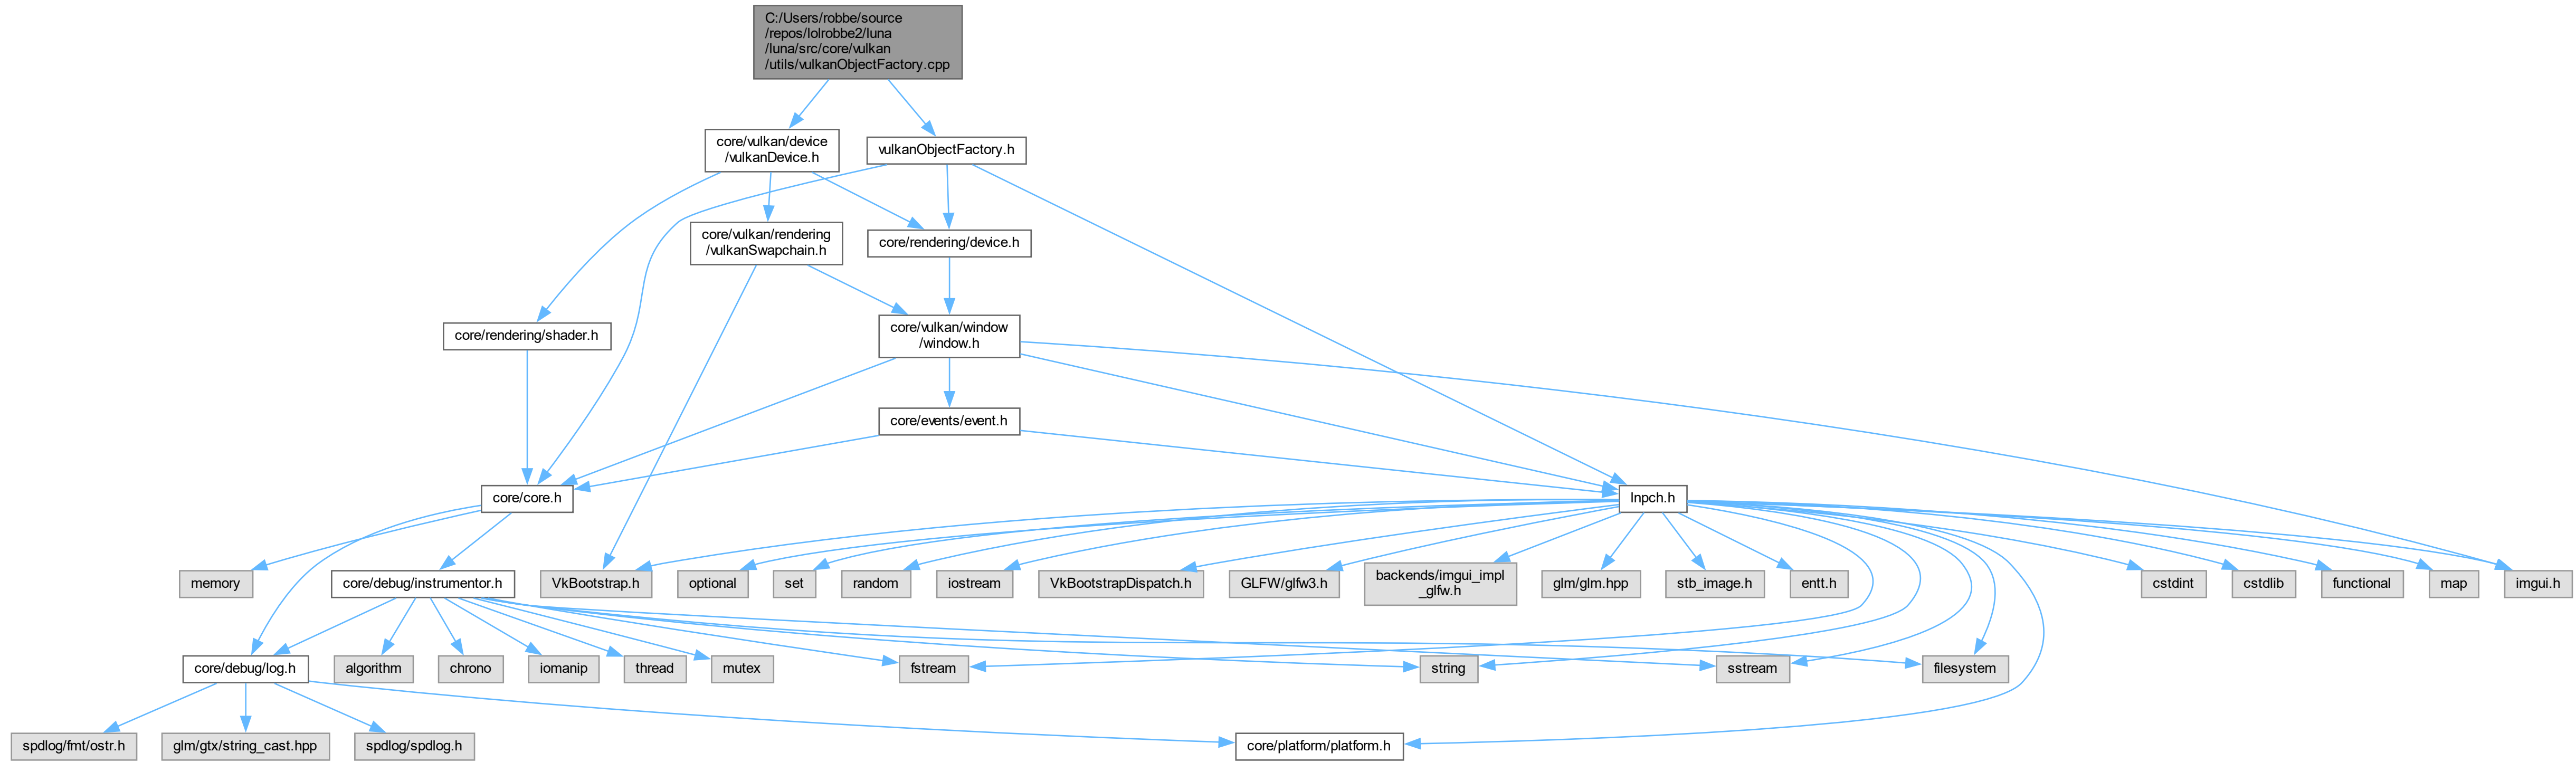 C:/Users/robbe/source
/repos/lolrobbe2/luna
/luna/src/core/vulkan
/utils/vulkanObjectFactory.cpp
core/vulkan/device
/vulkanDevice.h
vulkanObjectFactory.h
core/vulkan/rendering
/vulkanSwapchain.h
core/rendering/device.h
core/rendering/shader.h
core/vulkan/window
/window.h
core/events/event.h
core/core.h
lnpch.h
memory
core/debug/instrumentor.h
VkBootstrap.h
optional
set
random
iostream
VkBootstrapDispatch.h
GLFW/glfw3.h
backends/imgui_impl
_glfw.h
glm/glm.hpp
stb_image.h
entt.h
cstdint
cstdlib
functional
map
imgui.h
core/debug/log.h
algorithm
chrono
iomanip
thread
mutex
fstream
string
sstream
filesystem
spdlog/fmt/ostr.h
glm/gtx/string_cast.hpp
spdlog/spdlog.h
core/platform/platform.h